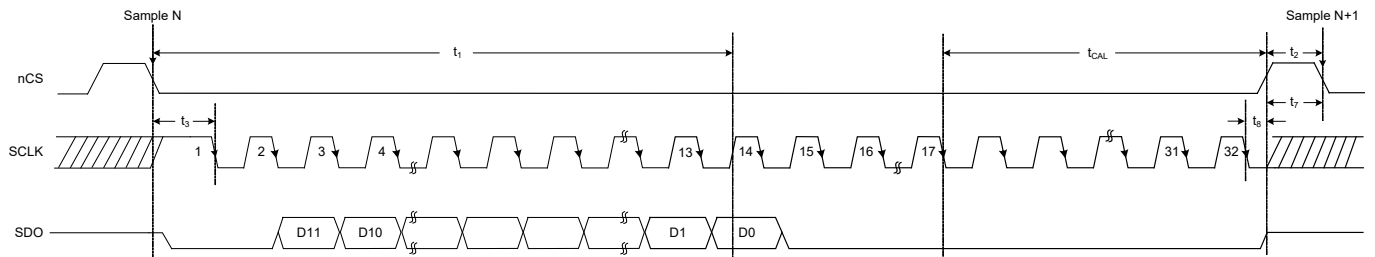 Sample N
Sample N+1
t1
tCAL
t2
nCS
t7
t3
t8
SCLK
1
2
3
4
13
14
15
16
17
31
32
SDO
D11
D10
D1
D0